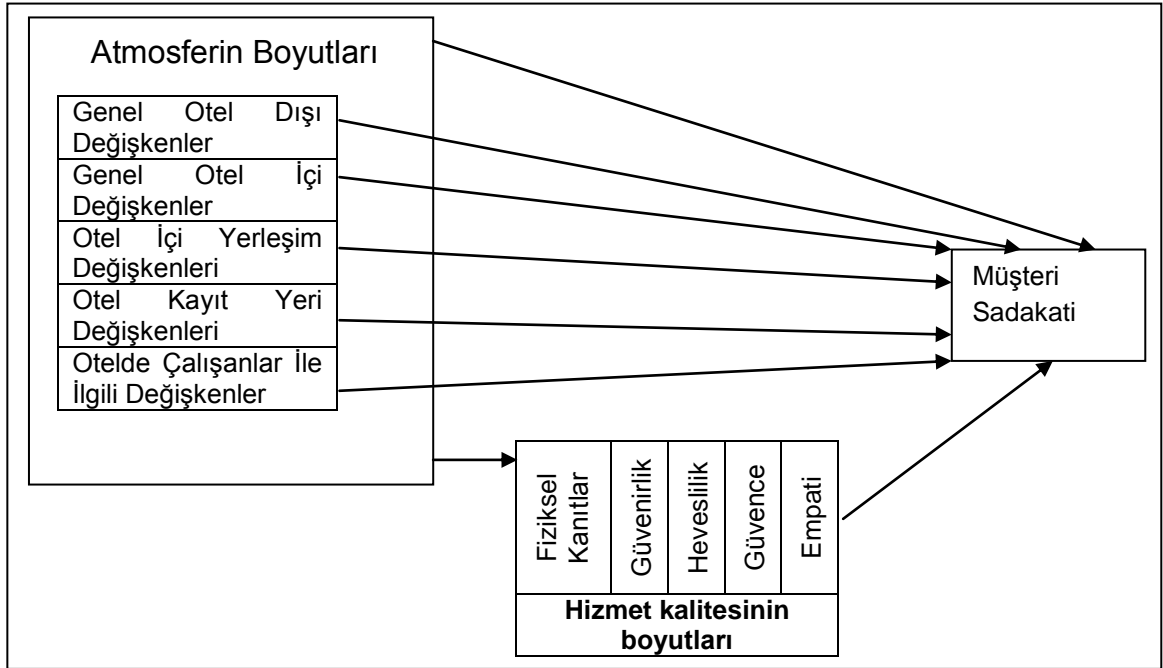 Atmosferin Boyutları
Genel Otel Dışı
Değişkenler
Genel Otel İçi
Değişkenler
Otel İçi Yerleşim
Değişkenleri
Otel Kayıt Yeri
Değişkenleri
Otelde Çalışanlar İle
İlgili Değişkenler
Müşteri
Sadakati
Fiziksel
Kanıtlar
Güvenirlik
Heveslilik
Güvence
Empati
Hizmet kalitesinin
boyutları